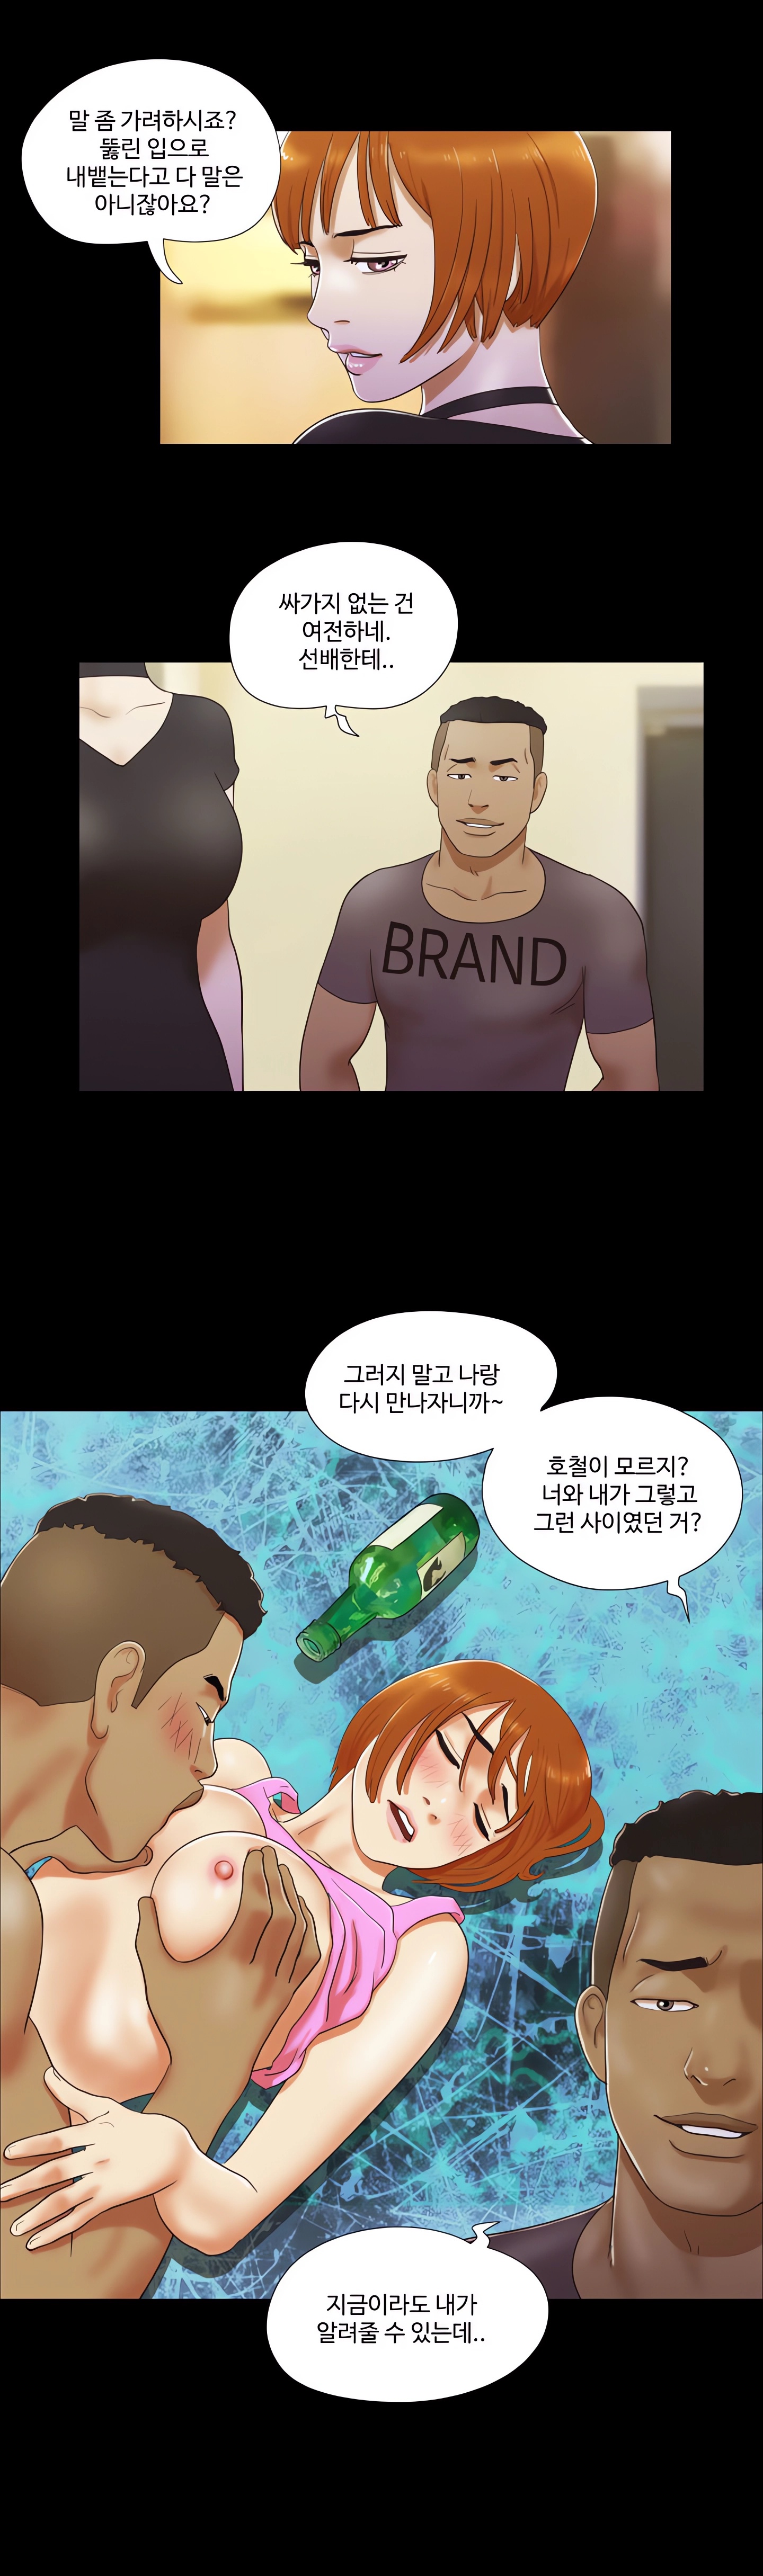 말 좀 가려하시죠?
뚫린 입으로
내뱉는다고 다 말은
아니잖아요?
싸가지 없는 건
여전하네.
선배한테..
BRAND
그러지 말고 나랑
다시 만나자니까~
호철이 모르지?
너와 내가 그렇고
그런 사이였던 거?
지금이라도 내가
알려줄 수 있는데..